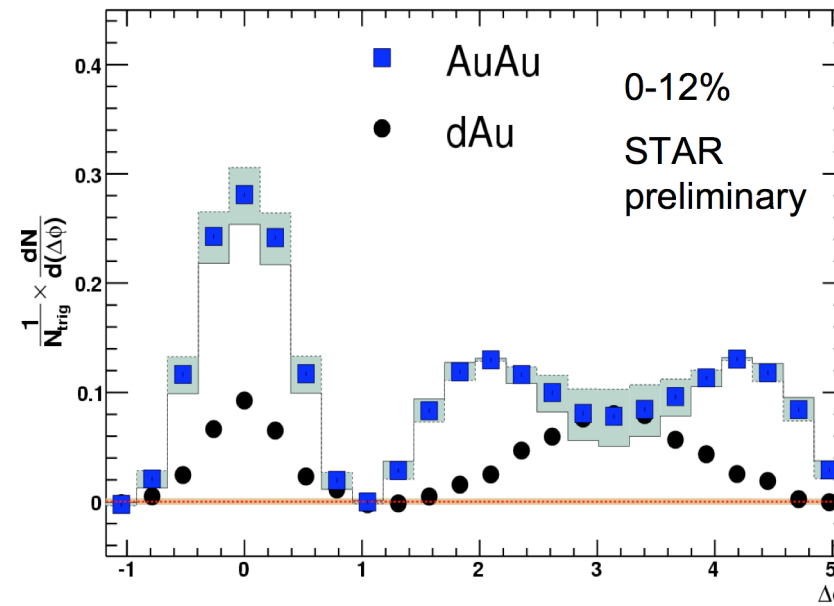 AuAu
dAu
0-12%
STAR
preliminary
0.4
0.3
0.2
0.1
0
1/N_trig × dN/d(Δϕ)
-1 0 1 2 3 4 5